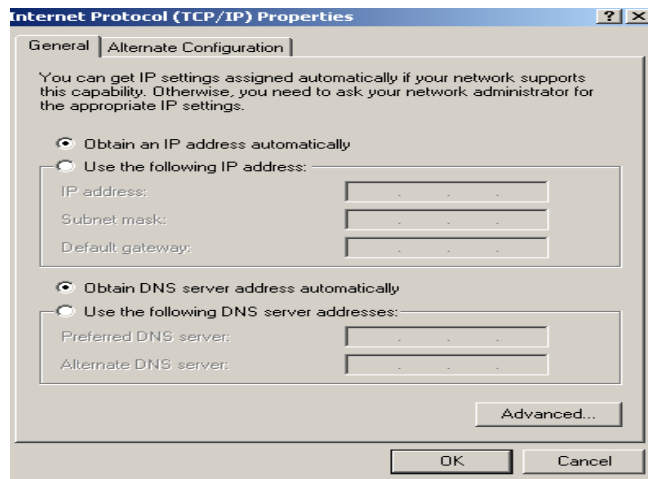 Internet Protocol (TCP/IP) Properties
General
Alternate Configuration
You can get IP settings assigned automatically if your network supports
this capability. Otherwise, you need to ask your network administrator for
the appropriate IP settings.
Obtain an IP address automatically
Use the following IP address:
IP address:
Subnet mask:
Default gateway:
Obtain DNS server address automatically
Use the following DNS server addresses:
Preferred DNS server:
Alternate DNS server:
Advanced...
OK
Cancel